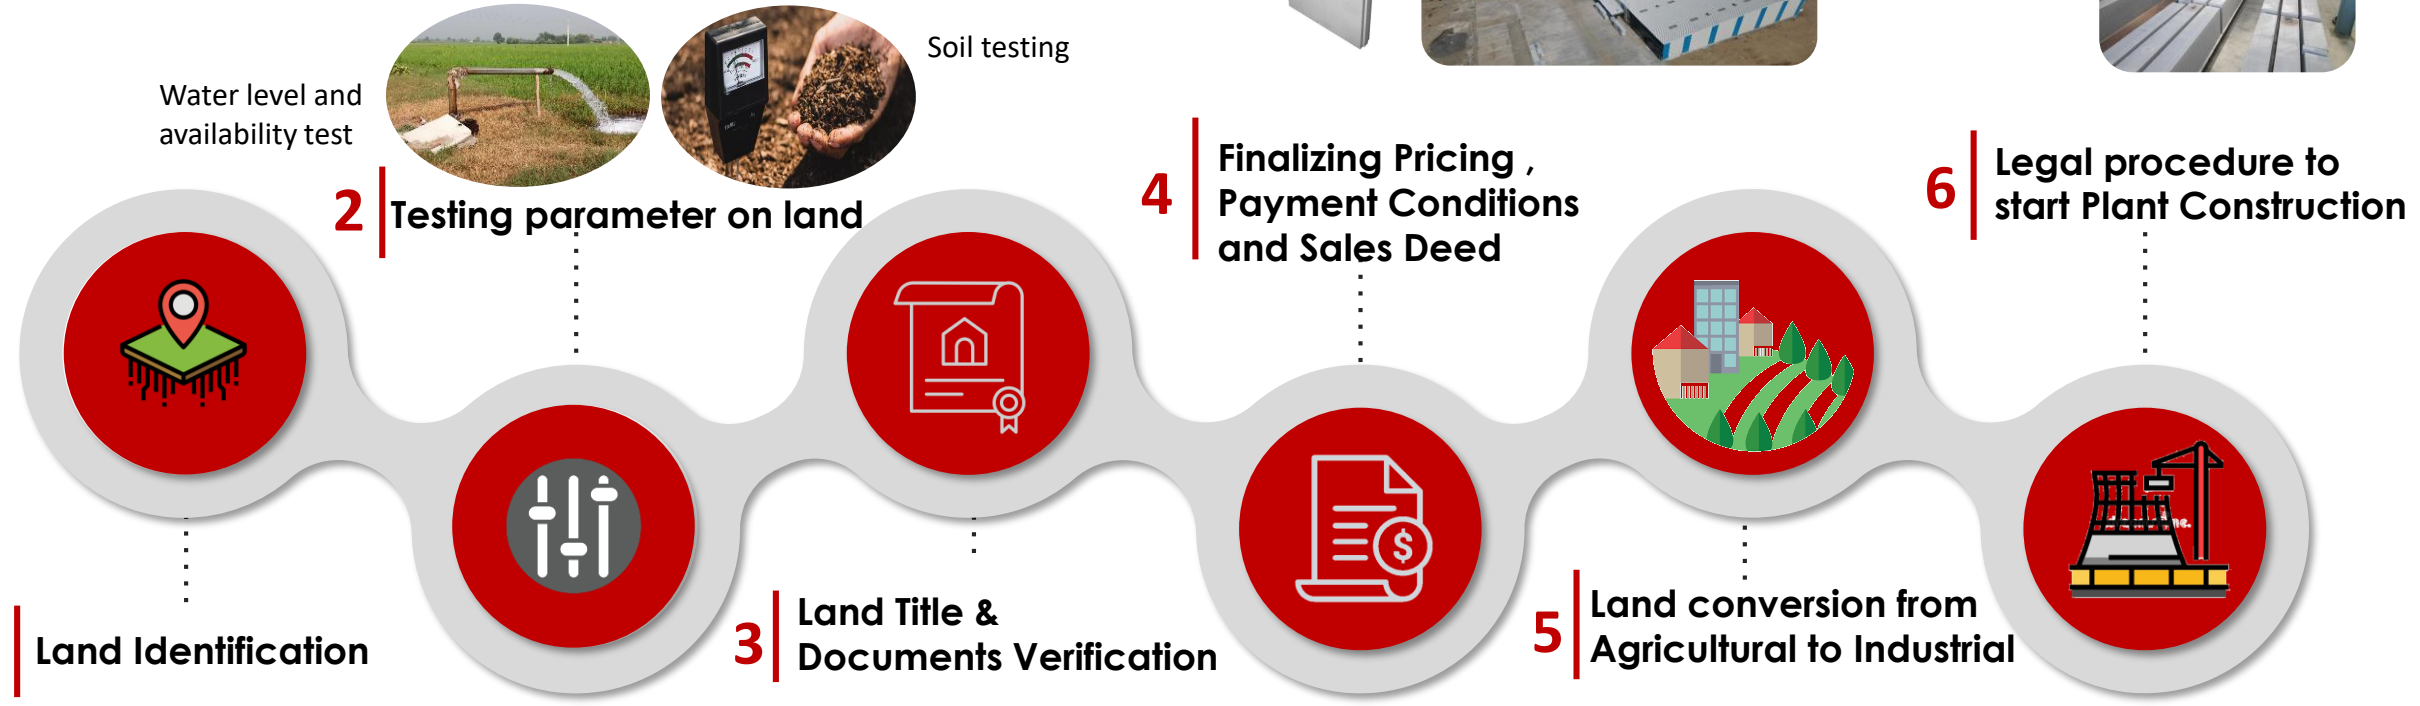 Water level and
availability test
Soil testing
2
Testing parameter on land
4
Finalizing Pricing ,
Payment Conditions
and Sales Deed
6
Legal procedure to
start Plant Construction
Land Identification
3
Land Title &
Documents Verification
5
Land conversion from
Agricultural to Industrial
$